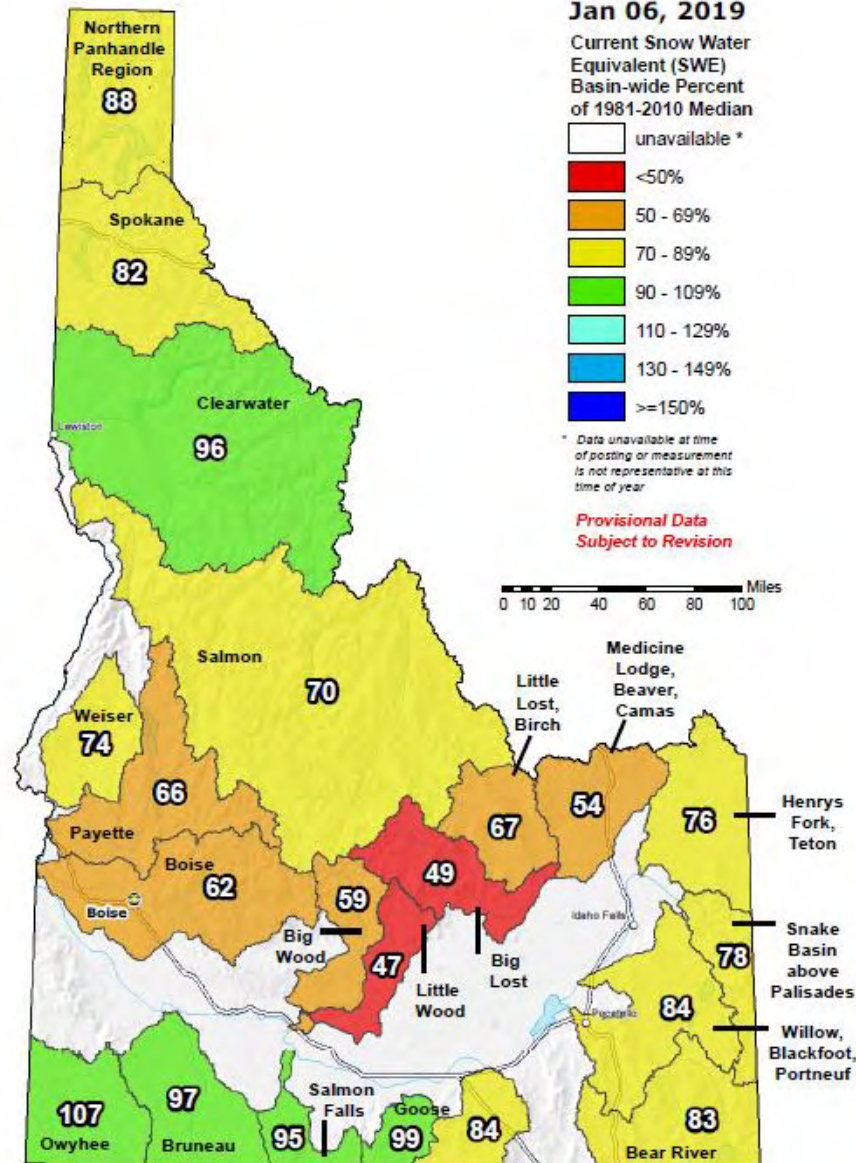 Jan 06, 2019
Current Snow Water
Equivalent (SWE)
Basin-wide Percent
of 1981-2010 Median
unavailable *
<50%
50 - 69%
70 - 89%
90 - 109%
110 - 129%
130 - 149%
>=150%
* Data unavailable at time
of posting or measurement
is not representative at this
time of year
Provisional Data
Subject to Revision
Miles
0 10 20 40 60 80 100
Northern
Panhandle
Region
88
Spokane
82
Clearwater
96
Lewiston
Salmon
70
Weiser
74
66
Payette
Boise
62
Boise
59
Big
Wood
47
Little
Wood
49
Big
Lost
Little
Lost,
Birch
67
Medicine
Lodge,
Beaver,
Camas
54
76
Henrys
Fork,
Teton
Idaho Falls
78
Snake
Basin
above
Palisades
84
Pocatello
Willow,
Blackfoot,
Portneuf
107
Owyhee
97
Bruneau
Salmon
Falls
95
Goose
99
84
83
Bear River